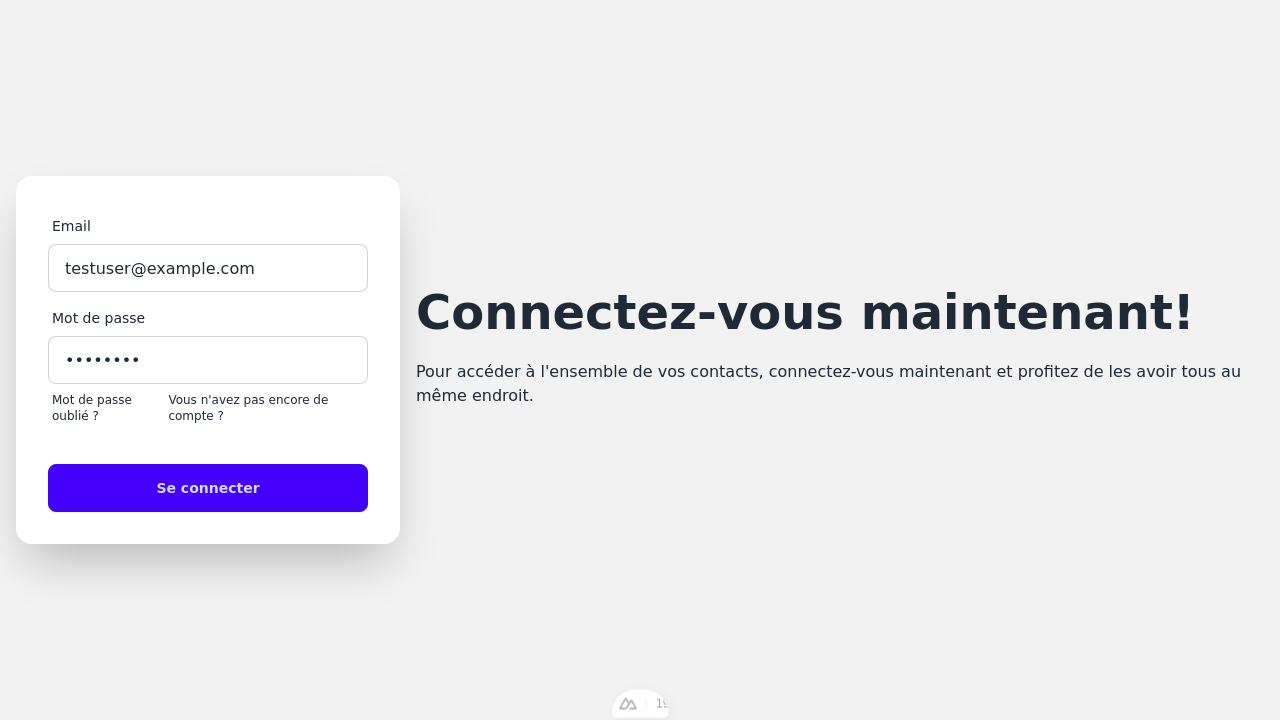 Email
testuser@example.com
Mot de passe
••••••••
Mot de passe
oublié ?
Vous n'avez pas encore de
compte ?
Se connecter
Connectez-vous maintenant!
Pour accéder à l'ensemble de vos contacts, connectez-vous maintenant et profitez de les avoir tous au
même endroit.